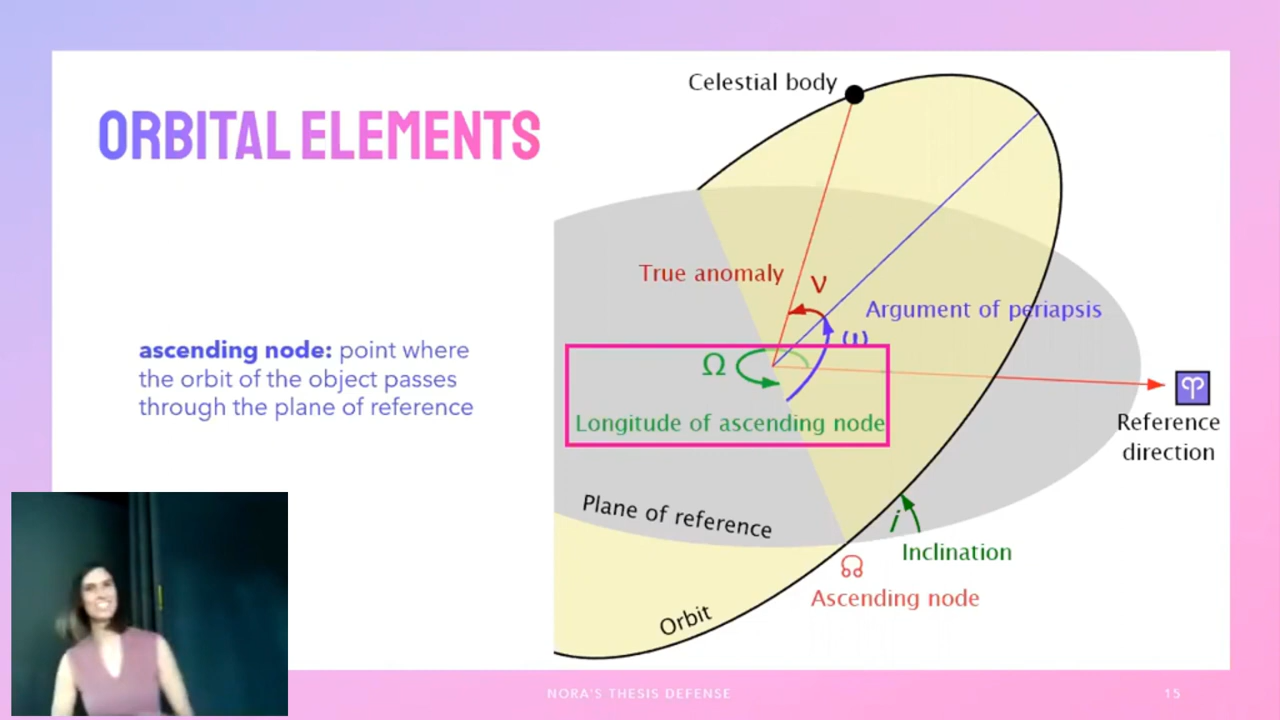 ORBITAL ELEMENTS
ascending node: point where
the orbit of the object passes
through the plane of reference
Celestial body
True anomaly
ν
Argument of periapsis
ω
Ω
Longitude of ascending node
♈
Reference
direction
Plane of reference
i
Inclination
☊
Ascending node
Orbit
NORA'S THESIS DEFENSE
15